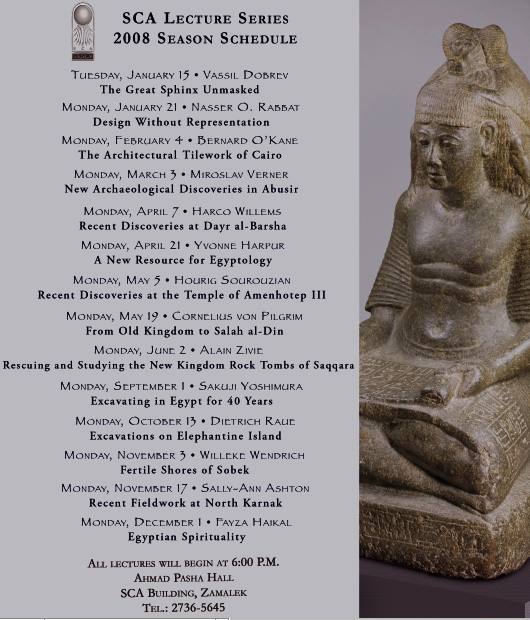 SCA Lecture Series
2008 Season Schedule
Tuesday, January 15 • Vassil Dobrev
The Great Sphinx Unmasked
Monday, January 21 • Nasser O. Rabbat
Design Without Representation
Monday, February 4 • Bernard O'Kane
The Architectural Tilework of Cairo
Monday, March 3 • Miroslav Verner
New Archaeological Discoveries in Abusir
Monday, April 7 • Harco Willems
Recent Discoveries at Dayr al-Barsha
Monday, April 21 • Yvonne Harpur
A New Resource for Egyptology
Monday, May 5 • Hourig Sourouzian
Recent Discoveries at the Temple of Amenhotep III
Monday, May 19 • Cornelius von Pilgrim
From Old Kingdom to Salah al-Din
Monday, June 2 • Alain Zivie
Rescuing and Studying the New Kingdom Rock Tombs of Saqqara
Monday, September 1 • Sakuji Yoshimura
Excavating in Egypt for 40 Years
Monday, October 13 • Dietrich Raue
Excavations on Elephantine Island
Monday, November 3 • Willeke Wendrich
Fertile Shores of Sobek
Monday, November 17 • Sally-Ann Ashton
Recent Fieldwork at North Karnak
Monday, December 1 • Fayza Haikal
Egyptian Spirituality
All lectures will begin at 6:00 P.M.
Ahmad Pasha Hall
SCA Building, Zamalek
Tel.: 2736-5645